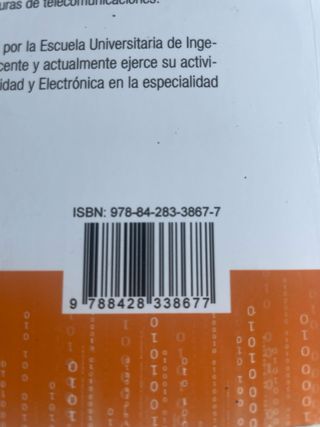 uras de telecomunicaciones.
por la Escuela Universitaria de Inge-
cente y actualmente ejerce su activi-
idad y Electrónica en la especialidad
ISBN: 978-84-283-3867-7
9 788428 338677